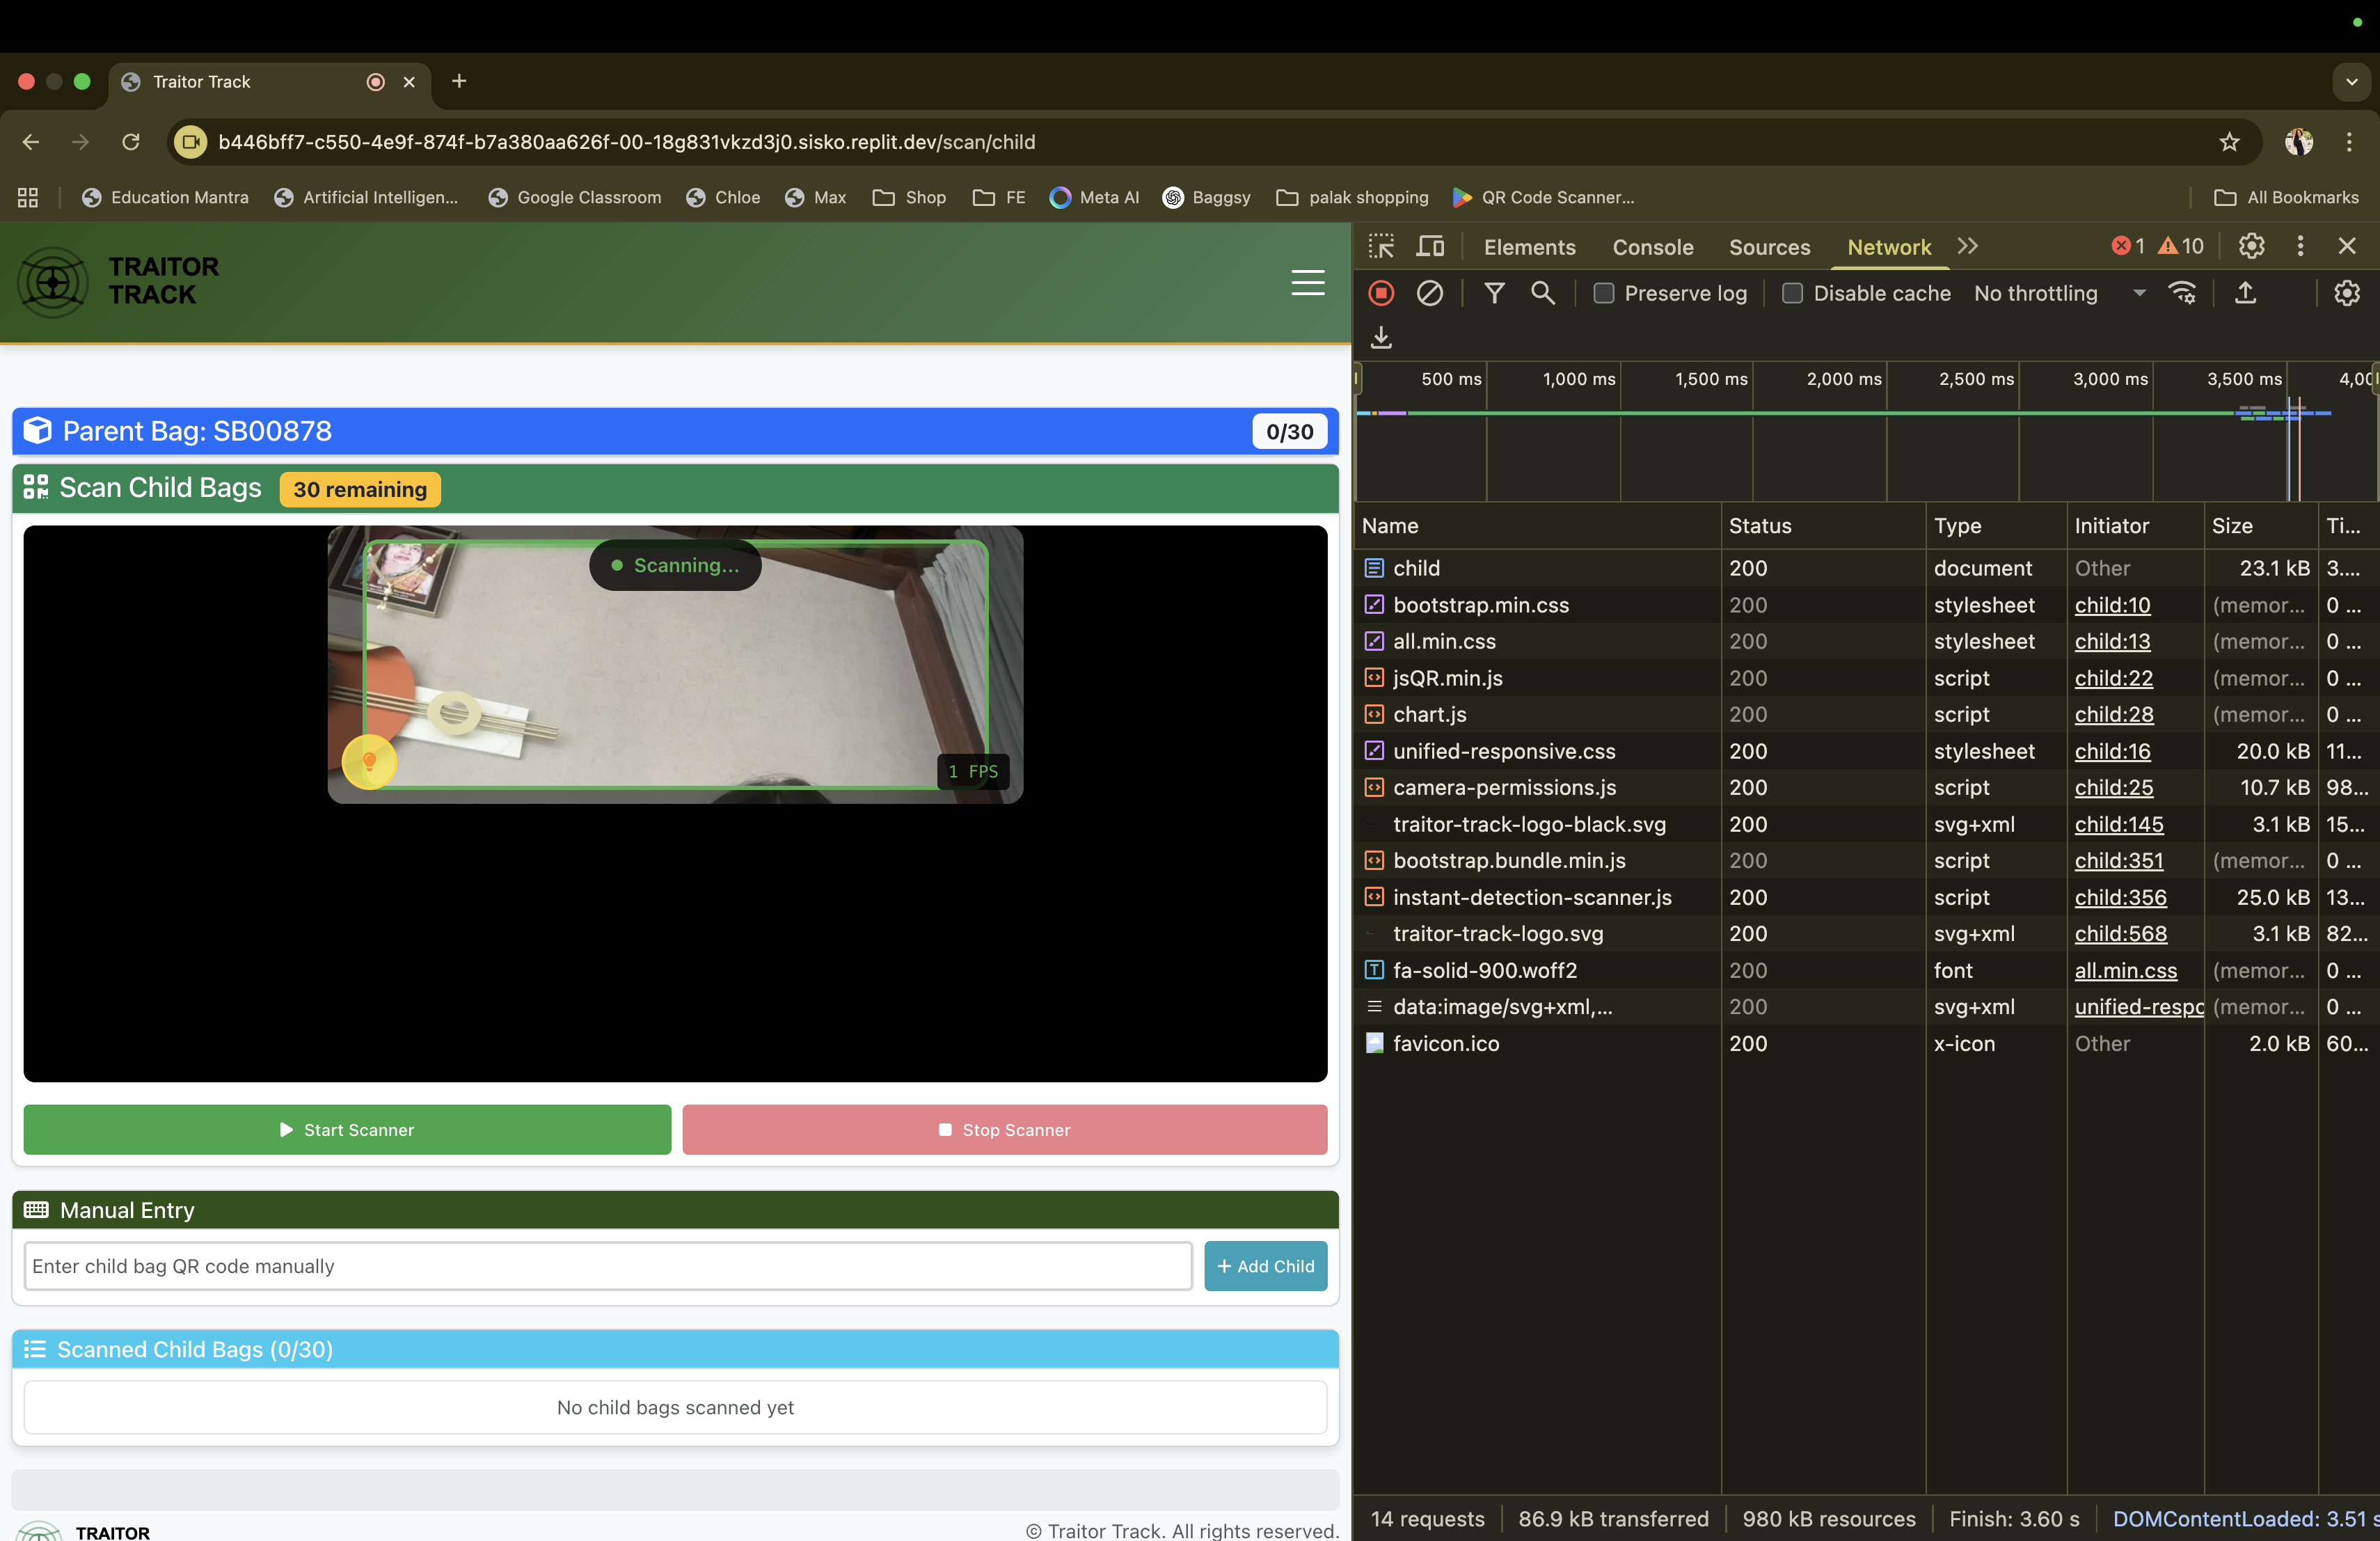 Traitor Track
b446bff7-c550-4e9f-874f-b7a380aa626f-00-18g831vkzd3j0.sisko.replit.dev/scan/child
Education Mantra Artificial Intelligen... Google Classroom Chloe Max Shop FE Meta AI Baggsy palak shopping QR Code Scanner... All Bookmarks
TRAITOR
TRACK
Parent Bag: SB00878 0/30
Scan Child Bags 30 remaining
Scanning...
1 FPS
Start Scanner Stop Scanner
Manual Entry
Enter child bag QR code manually + Add Child
Scanned Child Bags (0/30)
No child bags scanned yet
TRAITOR
© Traitor Track. All rights reserved.
Elements Console Sources Network 1 10
Preserve log Disable cache No throttling
500 ms 1,000 ms 1,500 ms 2,000 ms 2,500 ms 3,000 ms 3,500 ms 4,00
Name Status Type Initiator Size Ti...
child 200 document Other 23.1 kB 3....
bootstrap.min.css 200 stylesheet child:10 (memor... 0 ...
all.min.css 200 stylesheet child:13 (memor... 0 ...
jsQR.min.js 200 script child:22 (memor... 0 ...
chart.js 200 script child:28 (memor... 0 ...
unified-responsive.css 200 stylesheet child:16 20.0 kB 11...
camera-permissions.js 200 script child:25 10.7 kB 98...
traitor-track-logo-black.svg 200 svg+xml child:145 3.1 kB 15...
bootstrap.bundle.min.js 200 script child:351 (memor... 0 ...
instant-detection-scanner.js 200 script child:356 25.0 kB 13...
traitor-track-logo.svg 200 svg+xml child:568 3.1 kB 82...
fa-solid-900.woff2 200 font all.min.css (memor... 0 ...
data:image/svg+xml,... 200 svg+xml unified-respo (memor... 0 ...
favicon.ico 200 x-icon Other 2.0 kB 60...
14 requests 86.9 kB transferred 980 kB resources Finish: 3.60 s DOMContentLoaded: 3.51 s